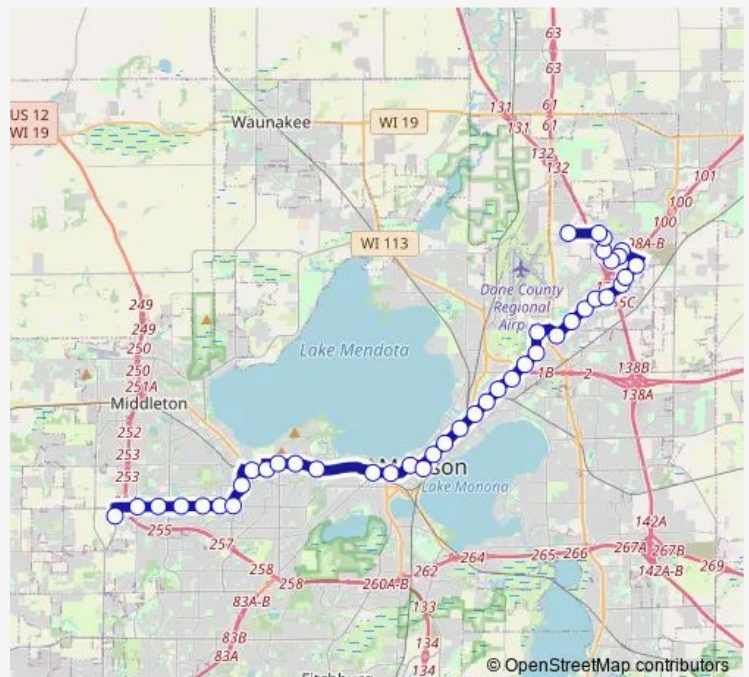 63
63
US 12
WI 19
131
61
Waunakee
WI 19
131
61
132
132
101
100
WI 113
100
98A-B
Dane County
Regional
Airp
249
249
Lake Mendota
250
250
1B
2
138B
251A
138A
Middleton
252
253
253
Lake Monona
142A
255
257
264
265
266
267A
267B
269
258
262
142A-B
258
260A-B
83A-B
133
83B
134
83A
134
© OpenStreetMap contributors